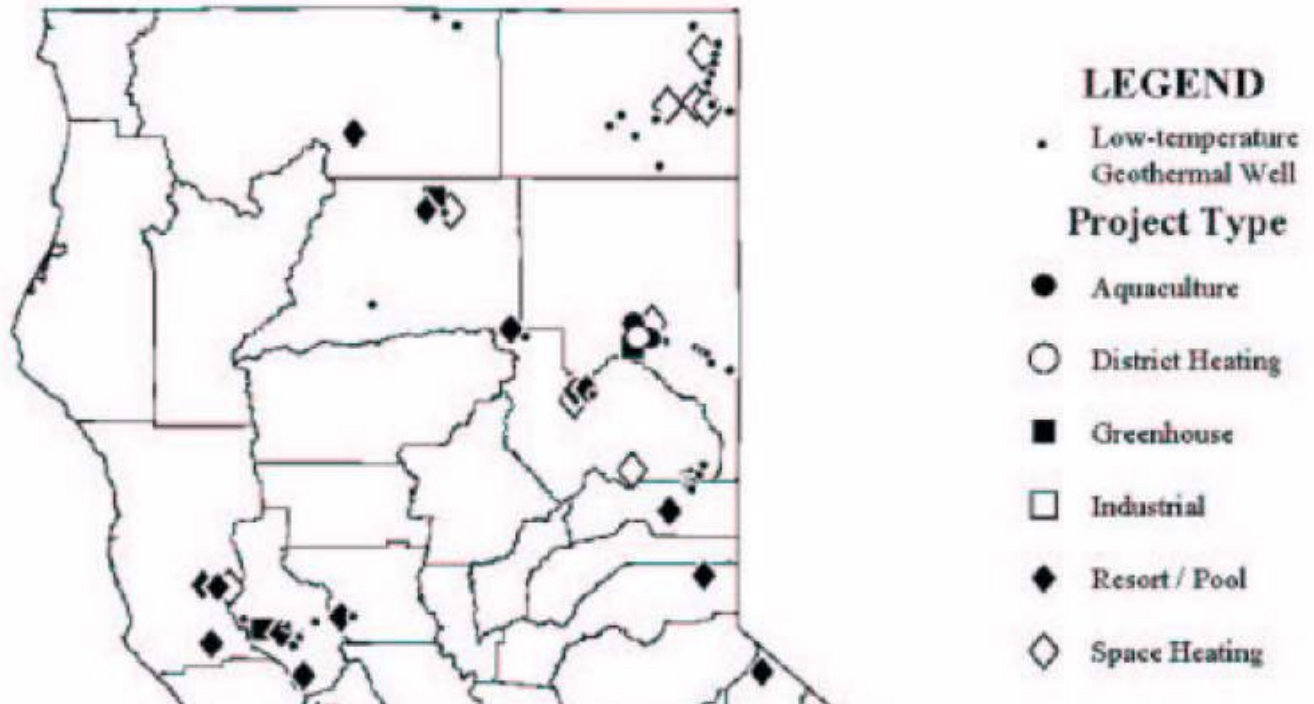 LEGEND
Low-temperature
Geothermal Well
Project Type
Aquaculture
District Heating
Greenhouse
Industrial
Resort / Pool
Space Heating